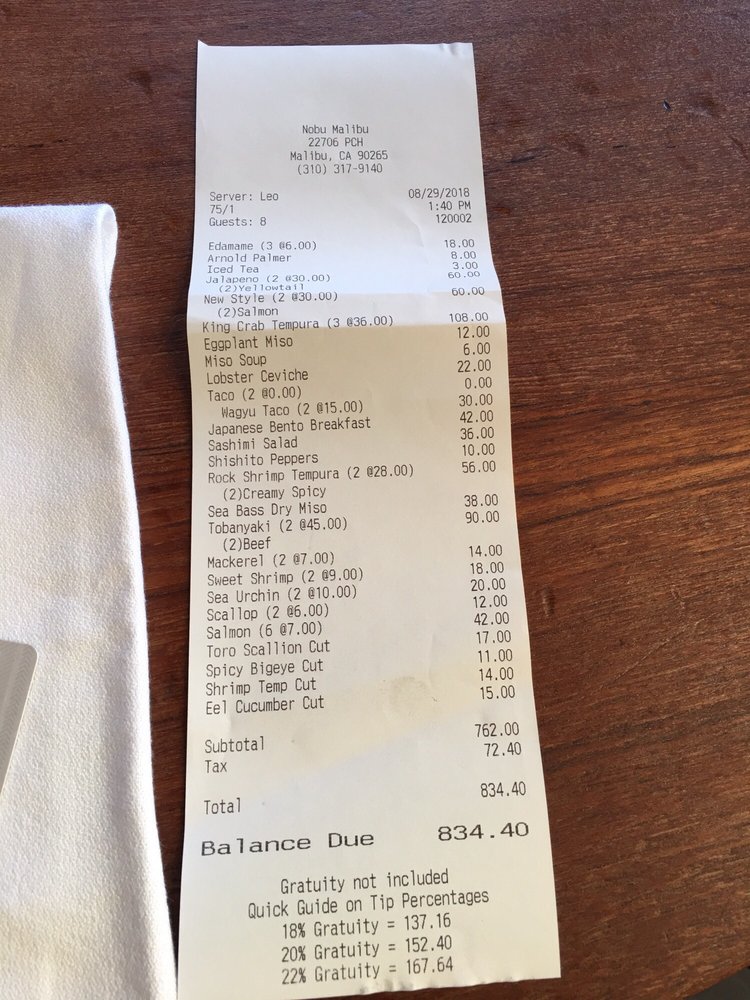 Nobu Malibu
22706 PCH
Malibu, CA 90265
(310) 317-9140
Server: Leo 08/29/2018
75/1 1:40 PM
Guests: 8 120002
Edamame (3 @6.00) 18.00
Arnold Palmer 8.00
Iced Tea 3.00
Jalapeno (2 @30.00) 60.00
(2)Yellowtail
New Style (2 @30.00) 60.00
(2)Salmon
King Crab Tempura (3 @36.00) 108.00
Eggplant Miso 12.00
Miso Soup 6.00
Lobster Ceviche 22.00
Taco (2 @0.00) 0.00
Wagyu Taco (2 @15.00) 30.00
Japanese Bento Breakfast 42.00
Sashimi Salad 36.00
Shishito Peppers 10.00
Rock Shrimp Tempura (2 @28.00) 56.00
(2)Creamy Spicy
Sea Bass Dry Miso 38.00
Tobanyaki (2 @45.00) 90.00
(2)Beef
Mackerel (2 @7.00) 14.00
Sweet Shrimp (2 @9.00) 18.00
Sea Urchin (2 @10.00) 20.00
Scallop (2 @6.00) 12.00
Salmon (6 @7.00) 42.00
Toro Scallion Cut 17.00
Spicy Bigeye Cut 11.00
Shrimp Temp Cut 14.00
Eel Cucumber Cut 15.00
Subtotal 762.00
Tax 72.40
Total 834.40
Balance Due 834.40
Gratuity not included
Quick Guide on Tip Percentages
18% Gratuity = 137.16
20% Gratuity = 152.40
22% Gratuity = 167.64